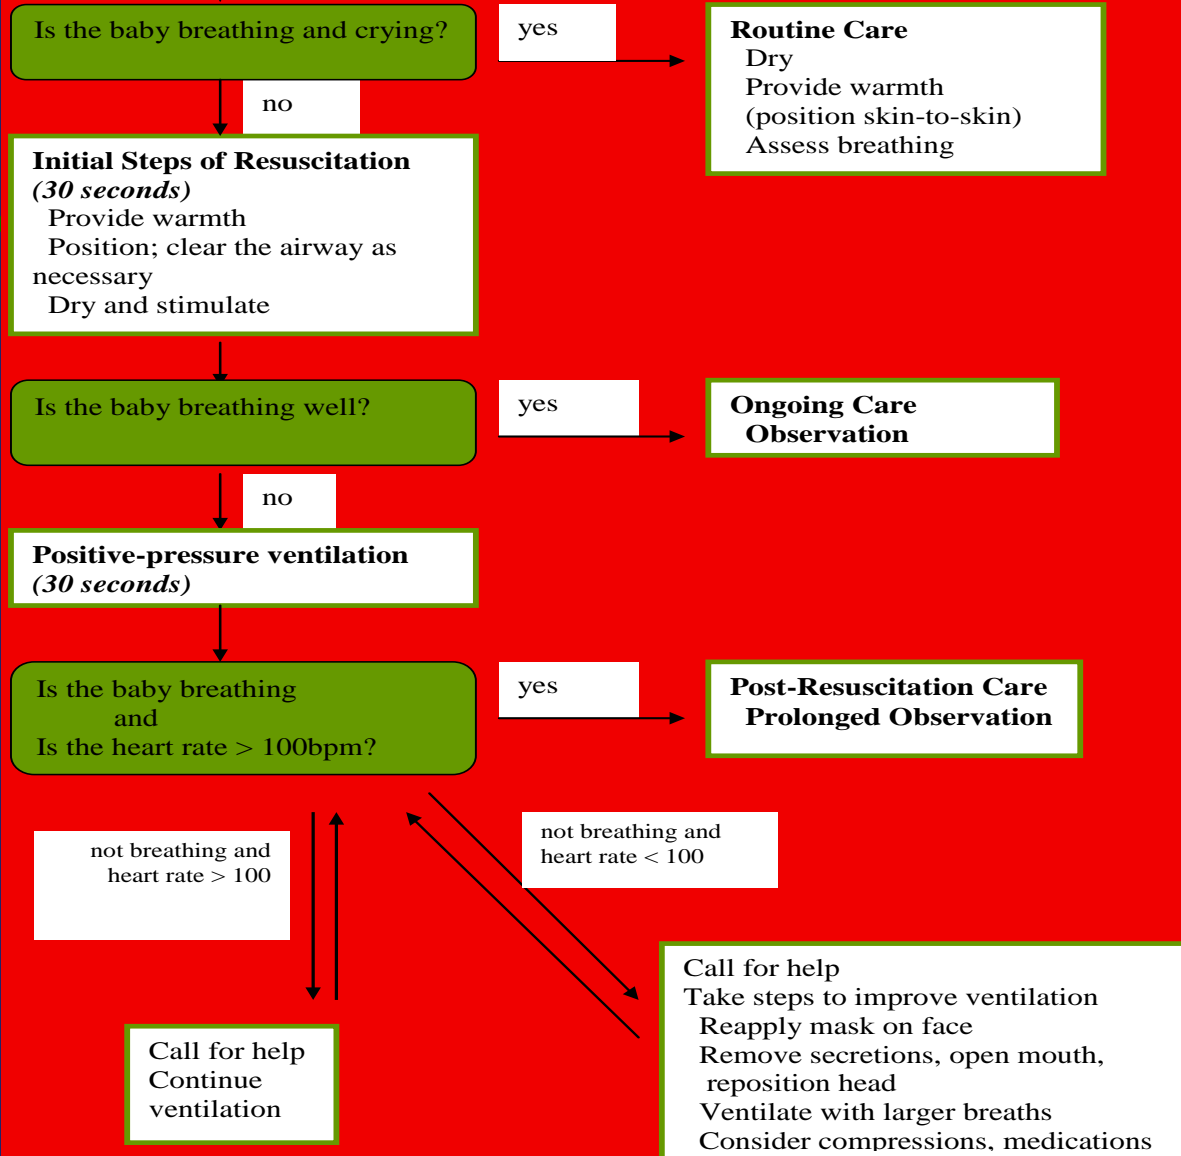 Is the baby breathing and crying?
yes
Routine Care
Dry
Provide warmth
(position skin-to-skin)
Assess breathing
no
Initial Steps of Resuscitation
(30 seconds)
Provide warmth
Position; clear the airway as
necessary
Dry and stimulate
Is the baby breathing well?
yes
Ongoing Care
Observation
no
Positive-pressure ventilation
(30 seconds)
Is the baby breathing
and
Is the heart rate > 100bpm?
yes
Post-Resuscitation Care
Prolonged Observation
not breathing and
heart rate > 100
not breathing and
heart rate < 100
Call for help
Continue
ventilation
Call for help
Take steps to improve ventilation
Reapply mask on face
Remove secretions, open mouth,
reposition head
Ventilate with larger breaths
Consider compressions, medications